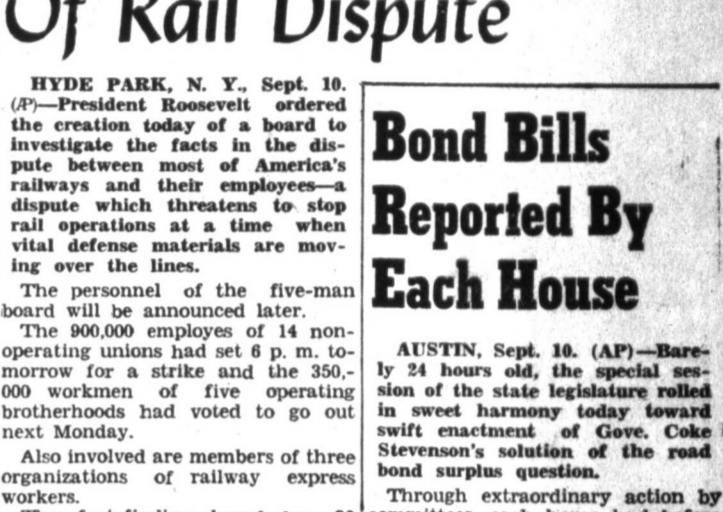 Of Rail Dispute
HYDE PARK, N. Y., Sept. 10.
(AP)—President Roosevelt ordered
the creation today of a board to
investigate the facts in the dis-
pute between most of America's
railways and their employees—a
dispute which threatens to stop
rail operations at a time when
vital defense materials are mov-
ing over the lines.
The personnel of the five-man
board will be announced later.
The 900,000 employes of 14 non-
operating unions had set 6 p. m. to-
morrow for a strike and the 350,-
000 workmen of five operating
brotherhoods had voted to go out
next Monday.
Also involved are members of three
organizations of railway express
workers.
Bond Bills
Reported By
Each House
AUSTIN, Sept. 10. (AP)—Bare-
ly 24 hours old, the special ses-
sion of the state legislature rolled
in sweet harmony today toward
swift enactment of Gove. Coke
Stevenson's solution of the road
bond surplus question.
Through extraordinary action by